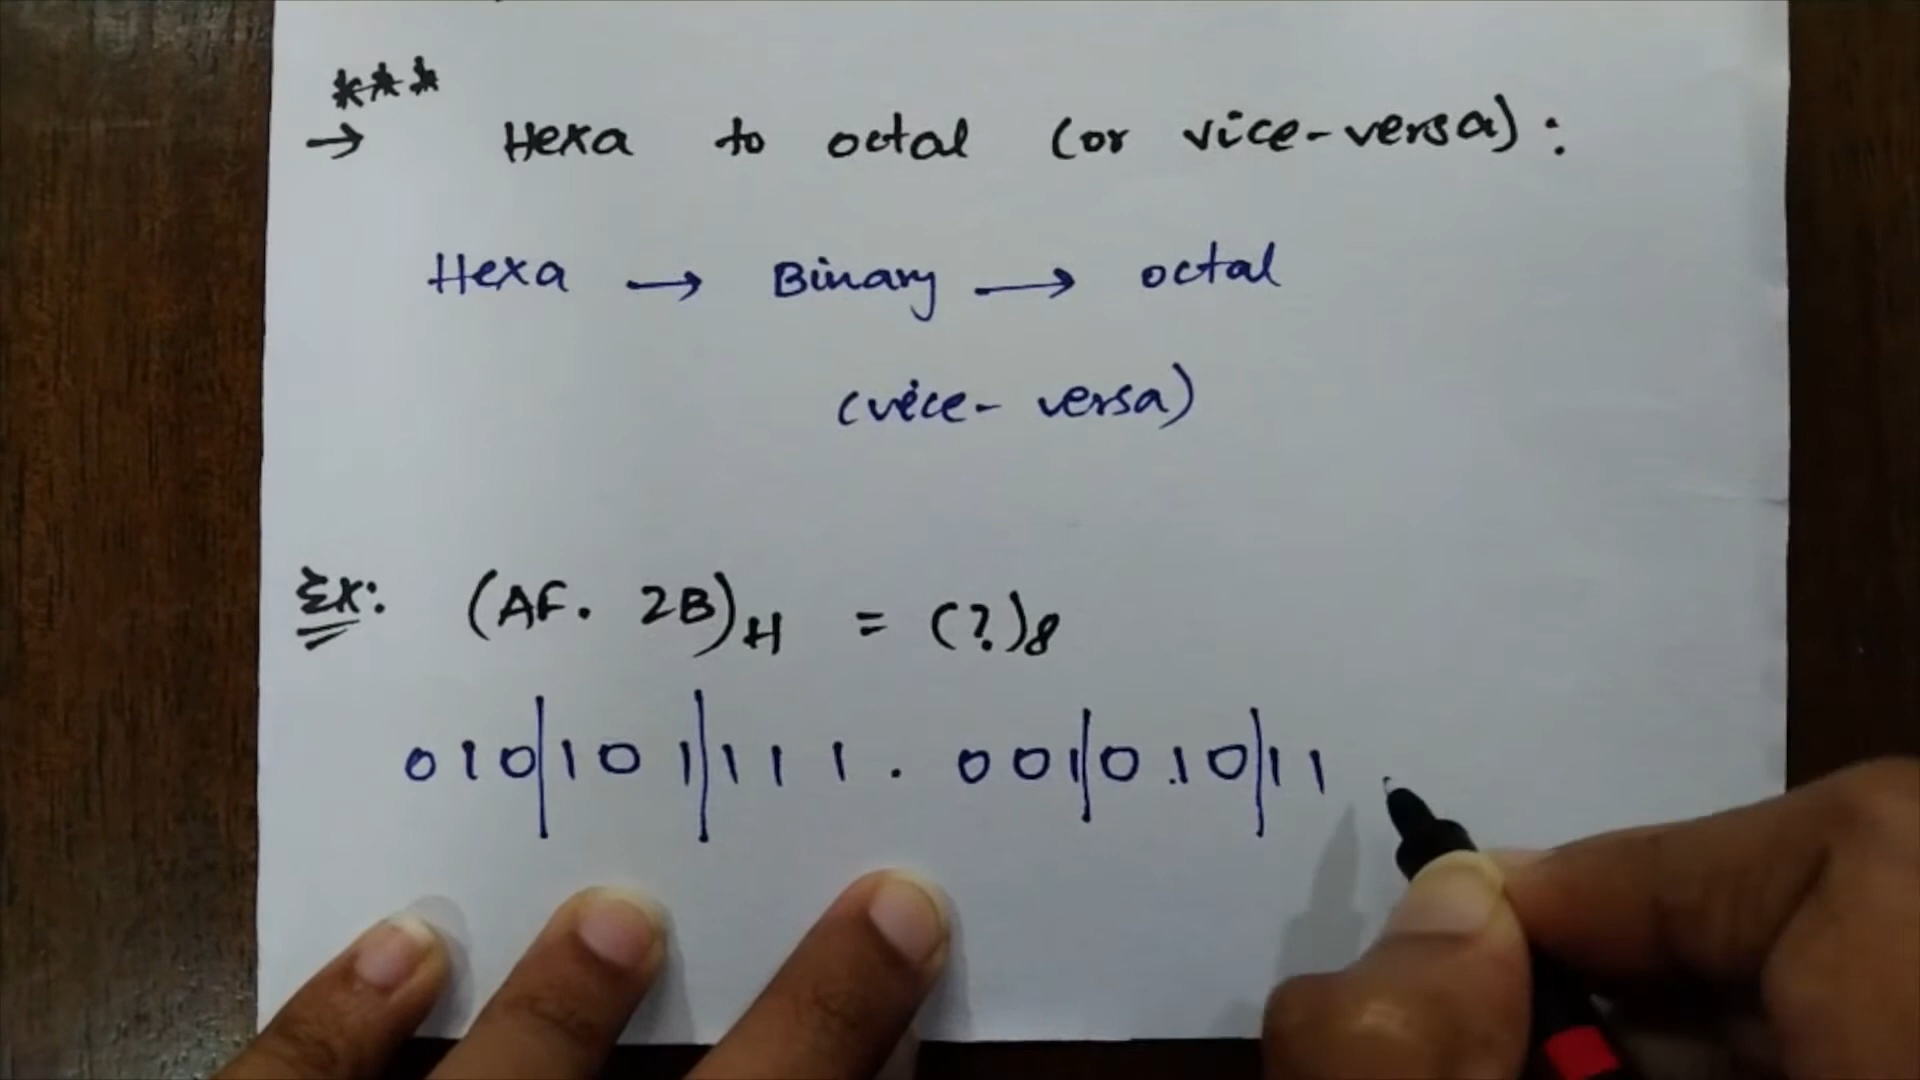 ***
→ Hexa to octal (or vice-versa):
Hexa → Binary → octal
(vice-versa)
Ex: (AF. 2B)H = (?)8
010|101|111. 001|010|11